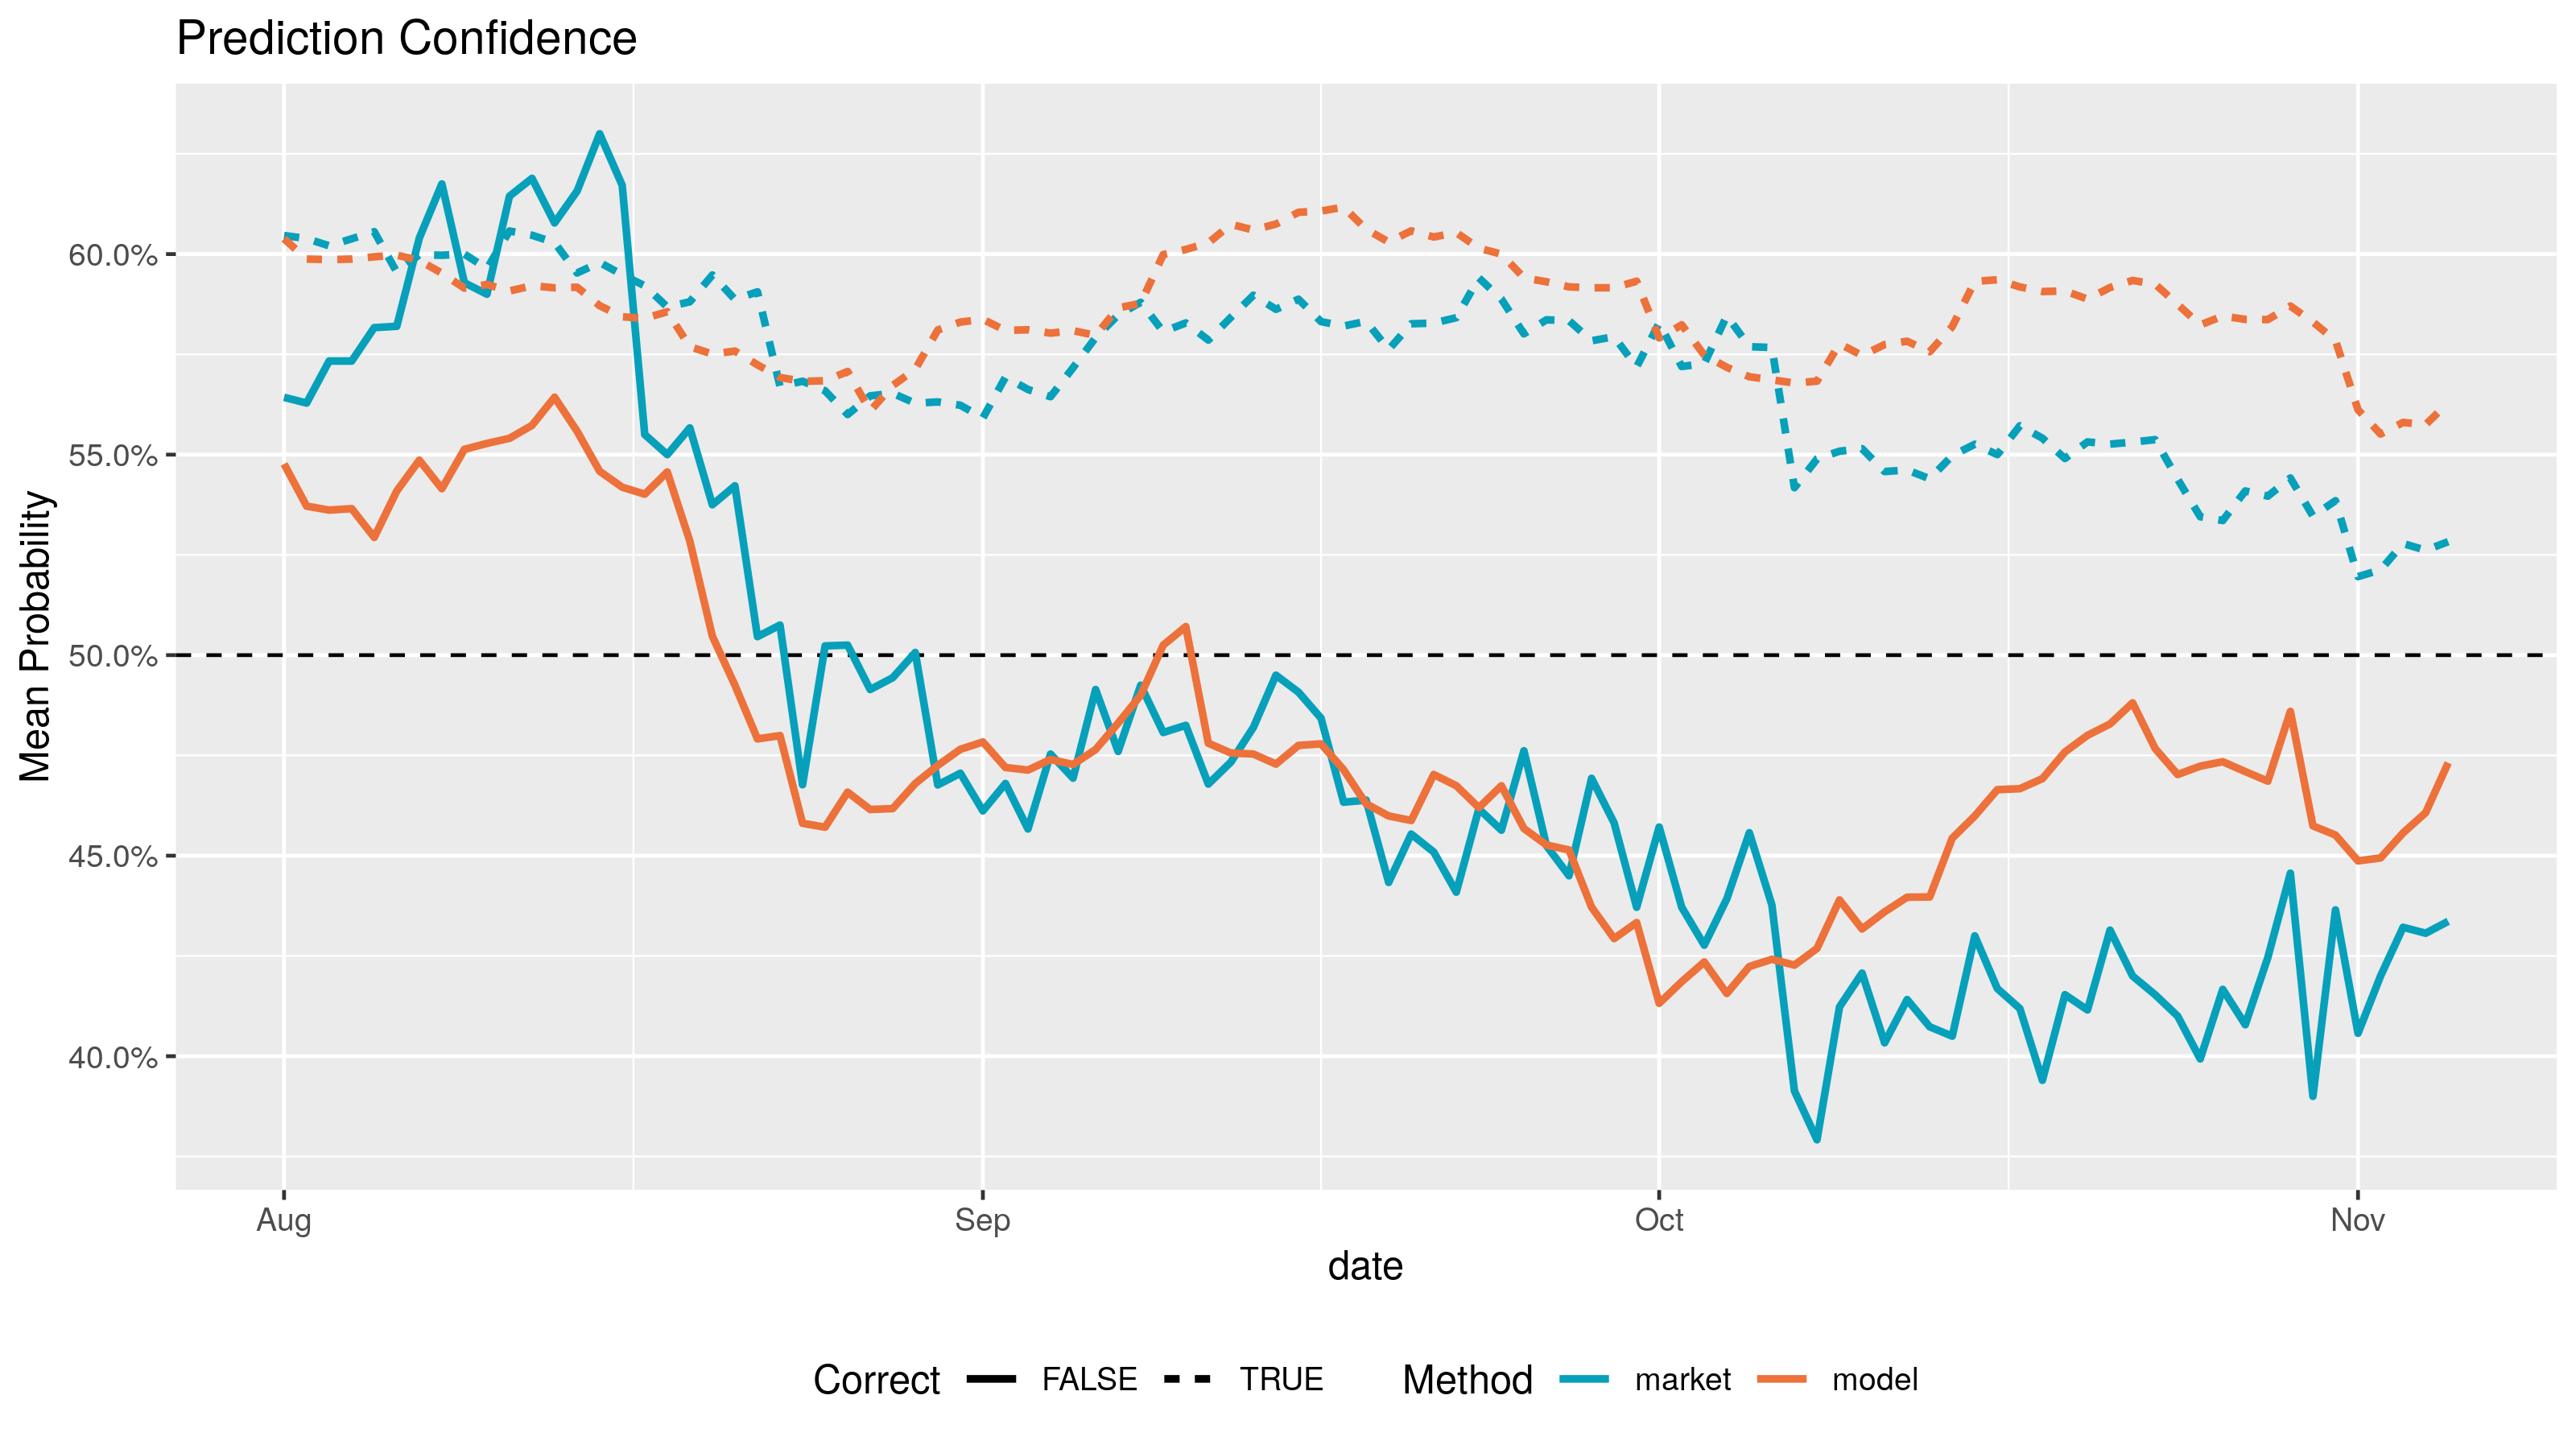 Prediction Confidence
Mean Probability
60.0%
55.0%
50.0%
45.0%
40.0%
Aug Sep Oct Nov
date
Correct FALSE TRUE Method market model